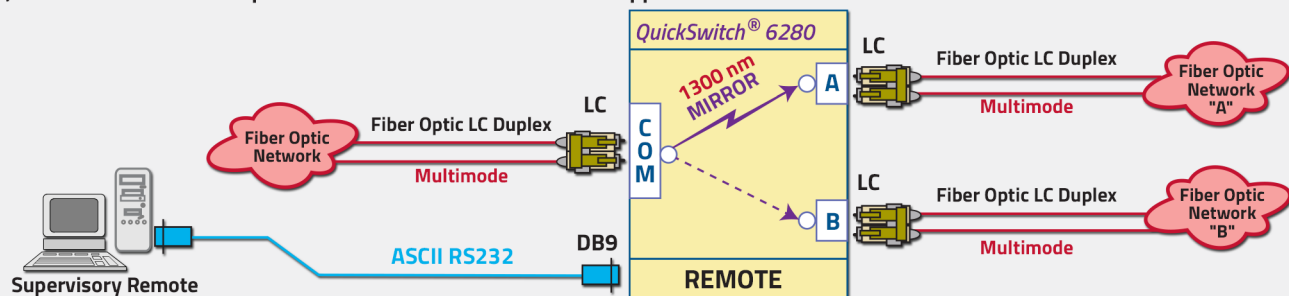 QuickSwitch® 6280
LC
Fiber Optic LC Duplex
Multimode
Fiber Optic
Network
"A"
1300 nm
MIRROR
A
LC
Fiber Optic LC Duplex
Multimode
Fiber Optic
Network
COM
B
LC
Fiber Optic LC Duplex
Multimode
Fiber Optic
Network
"B"
DB9
ASCII RS232
Supervisory Remote
REMOTE